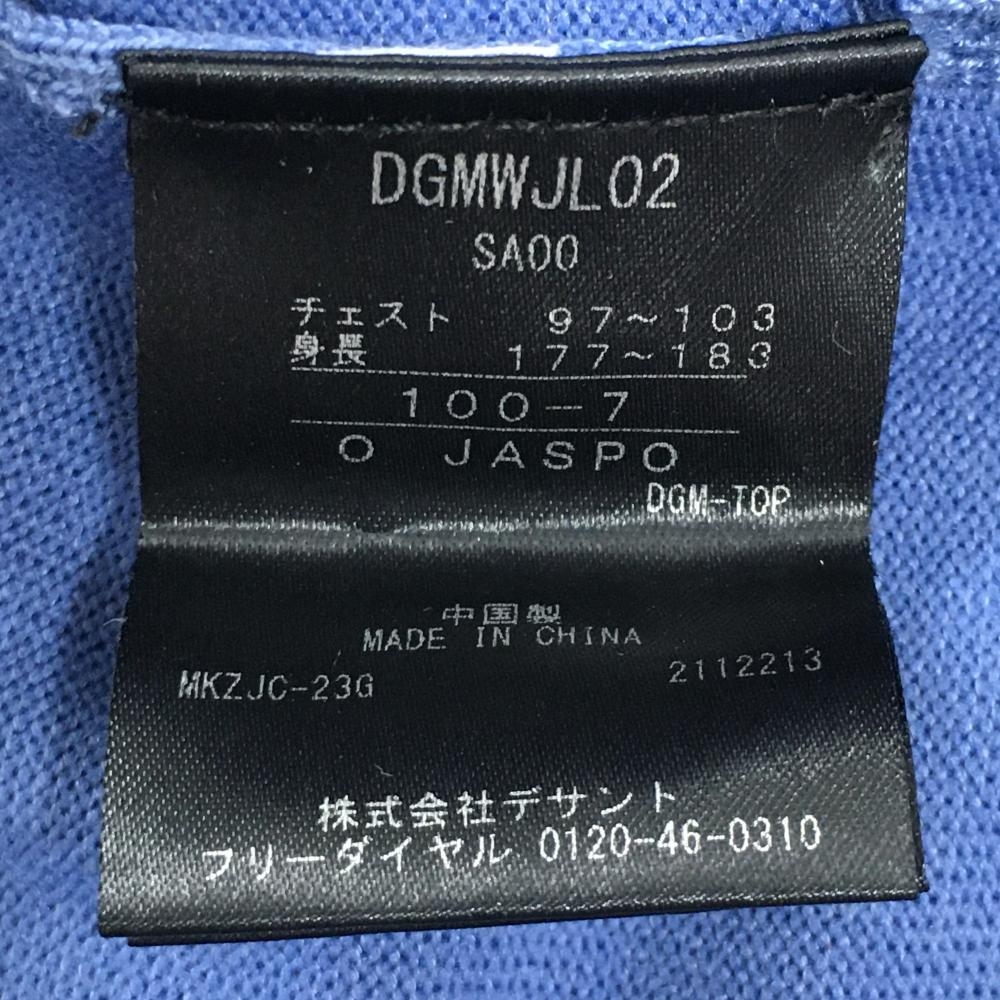 DGMWJL02
SA00
チェスト 97～103
身長 177～183
100－7
O JASPO
DGM-TOP
中国製
MADE IN CHINA
MKZJC-23G 2112213
株式会社デサント
フリーダイヤル 0120-46-0310